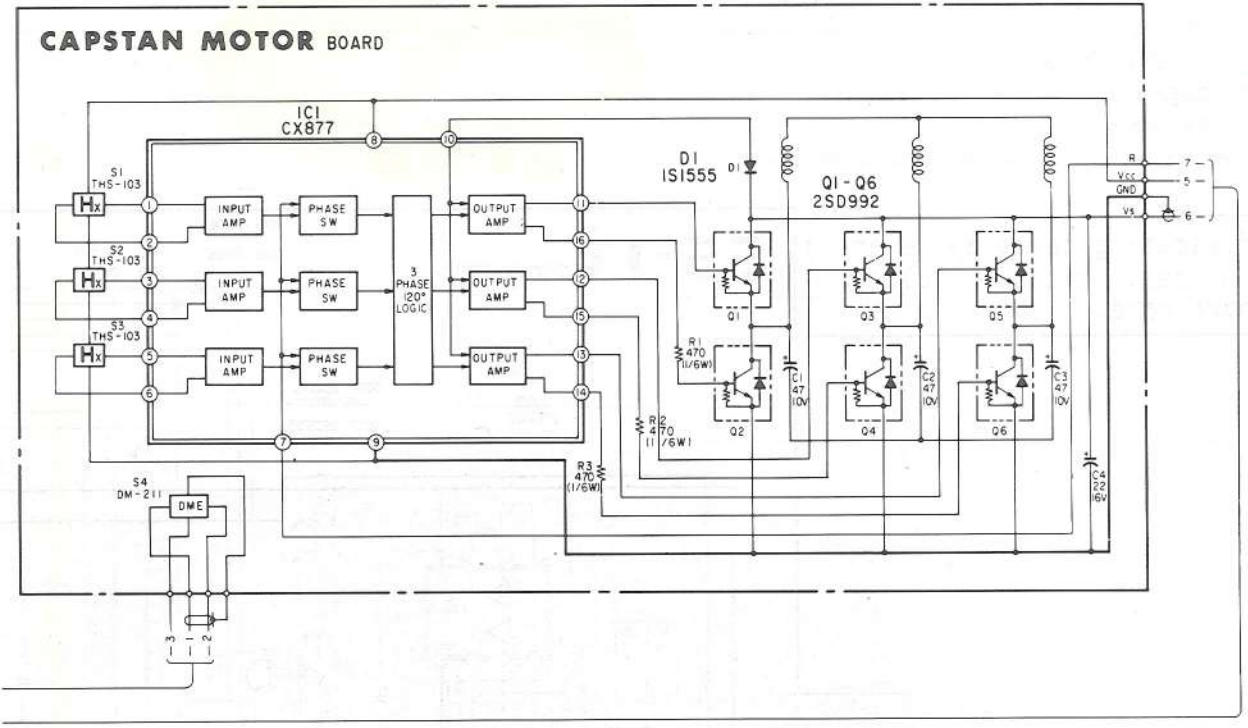 CAPSTAN MOTOR BOARD
IC1
CX877
8
10
S1
THS-103
Hx
1
2
S2
THS-103
Hx
3
4
S3
THS-103
Hx
5
6
INPUT
AMP
PHASE
SW
INPUT
AMP
PHASE
SW
INPUT
AMP
PHASE
SW
3
PHASE
120°
LOGIC
OUTPUT
AMP
OUTPUT
AMP
OUTPUT
AMP
11
16
12
15
13
14
7
9
D1
1S1555
D1
Q1-Q6
2SD992
Q1
Q3
Q5
Q2
Q4
Q6
R1
470
(1/6W)
R2
470
(1/6W)
R3
470
(1/6W)
C1
47
10V
C2
47
10V
C3
47
10V
C4
22
16V
R
7
Vcc
5
GND
Vs
6
S4
DM-211
DME
3
1
2